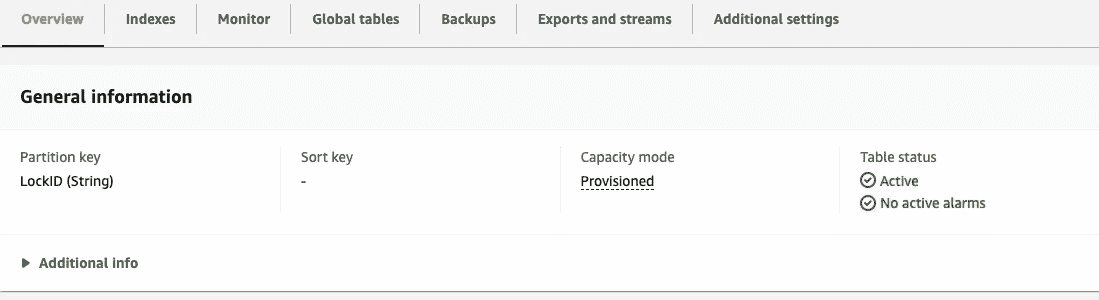 Overview Indexes Monitor Global tables Backups Exports and streams Additional settings
General information
Partition key
LockID (String)
Sort key
-
Capacity mode
Provisioned
Table status
Active
No active alarms
Additional info